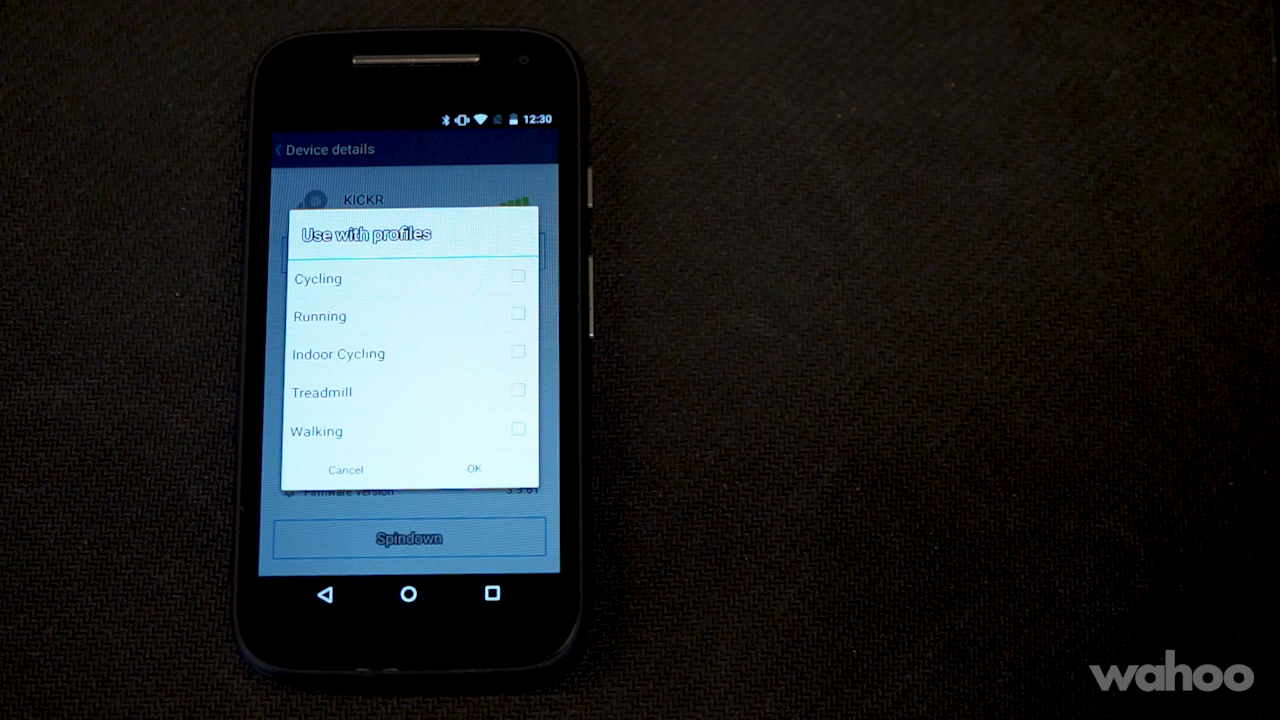 12:30
Device details
KICKR
Use with profiles
Cycling
Running
Indoor Cycling
Treadmill
Walking
Cancel OK
Firmware version 3.3.61
Spindown
wahoo